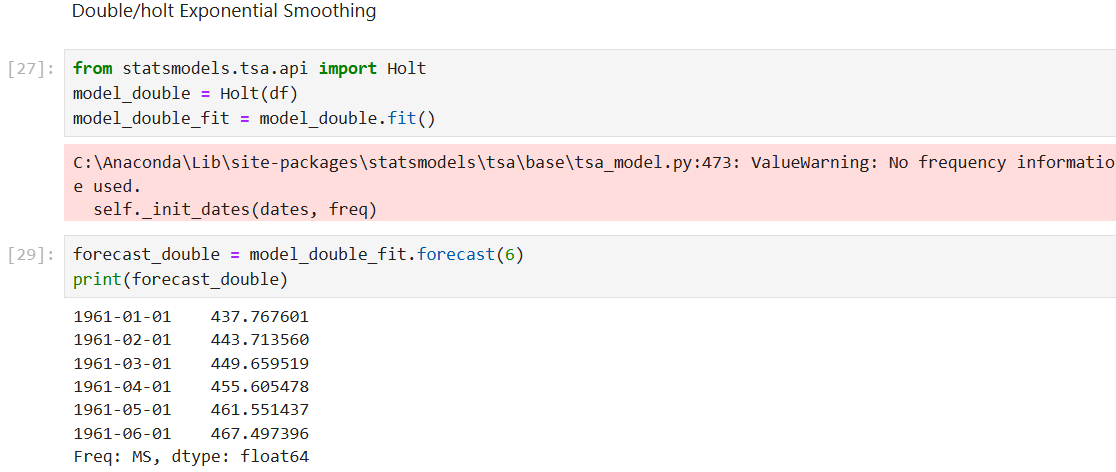 Double/holt Exponential Smoothing
[27]: from statsmodels.tsa.api import Holt
model_double = Holt(df)
model_double_fit = model_double.fit()
C:\Anaconda\Lib\site-packages\statsmodels\tsa\base\tsa_model.py:473: ValueWarning: No frequency informatio
e used.
  self._init_dates(dates, freq)
[29]: forecast_double = model_double_fit.forecast(6)
print(forecast_double)
1961-01-01    437.767601
1961-02-01    443.713560
1961-03-01    449.659519
1961-04-01    455.605478
1961-05-01    461.551437
1961-06-01    467.497396
Freq: MS, dtype: float64